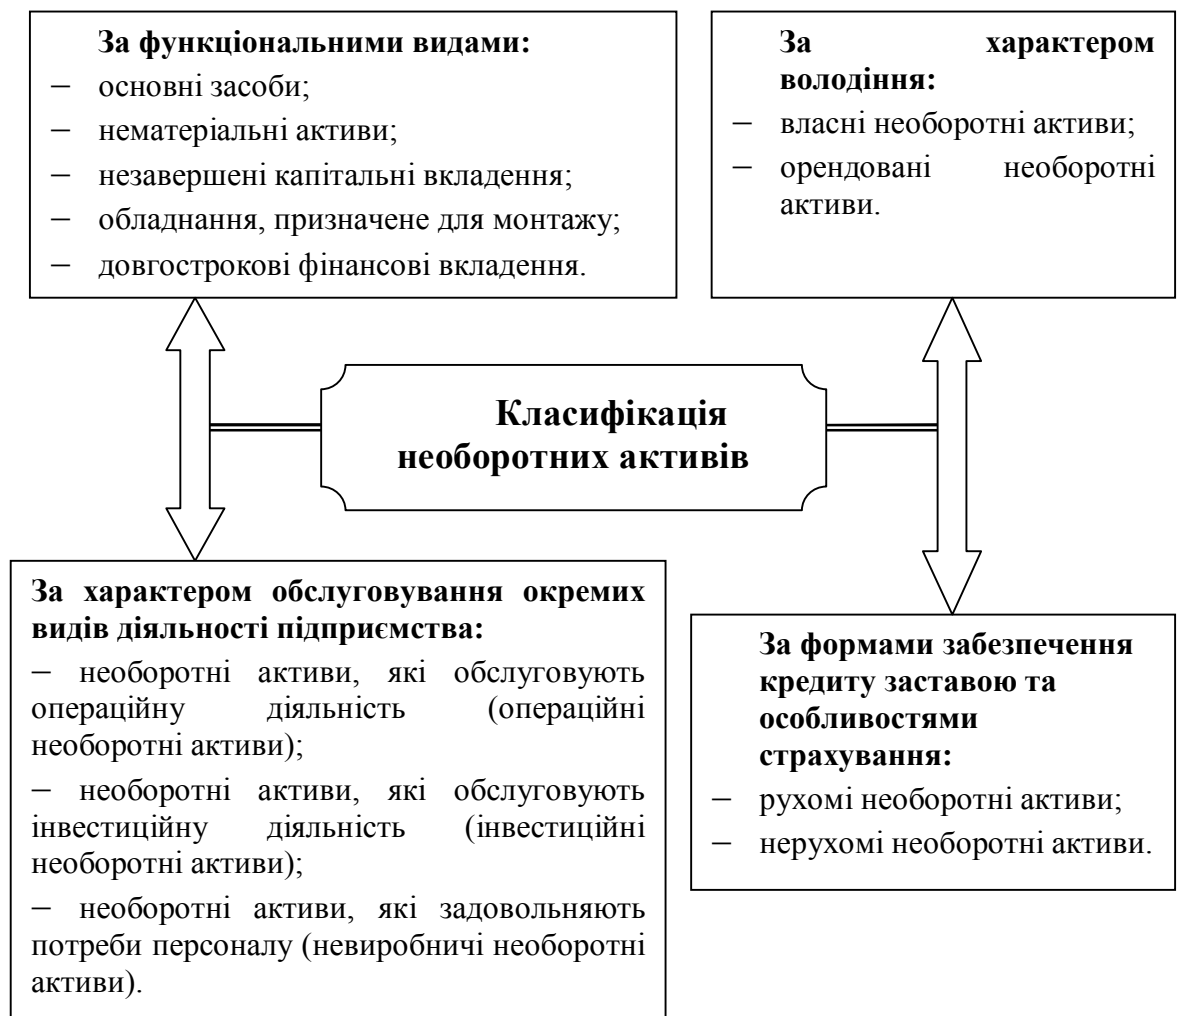 За функціональними видами:
– основні засоби;
– нематеріальні активи;
– незавершені капітальні вкладення;
– обладнання, призначене для монтажу;
– довгострокові фінансові вкладення.
За характером
володіння:
– власні необоротні активи;
– орендовані необоротні
активи.
Класифікація
необоротних активів
За характером обслуговування окремих
видів діяльності підприємства:
– необоротні активи, які обслуговують
операційну діяльність (операційні
необоротні активи);
– необоротні активи, які обслуговують
інвестиційну діяльність (інвестиційні
необоротні активи);
– необоротні активи, які задовольняють
потреби персоналу (невиробничі необоротні
активи).
За формами забезпечення
кредиту заставою та
особливостями
страхування:
– рухомі необоротні активи;
– нерухомі необоротні активи.